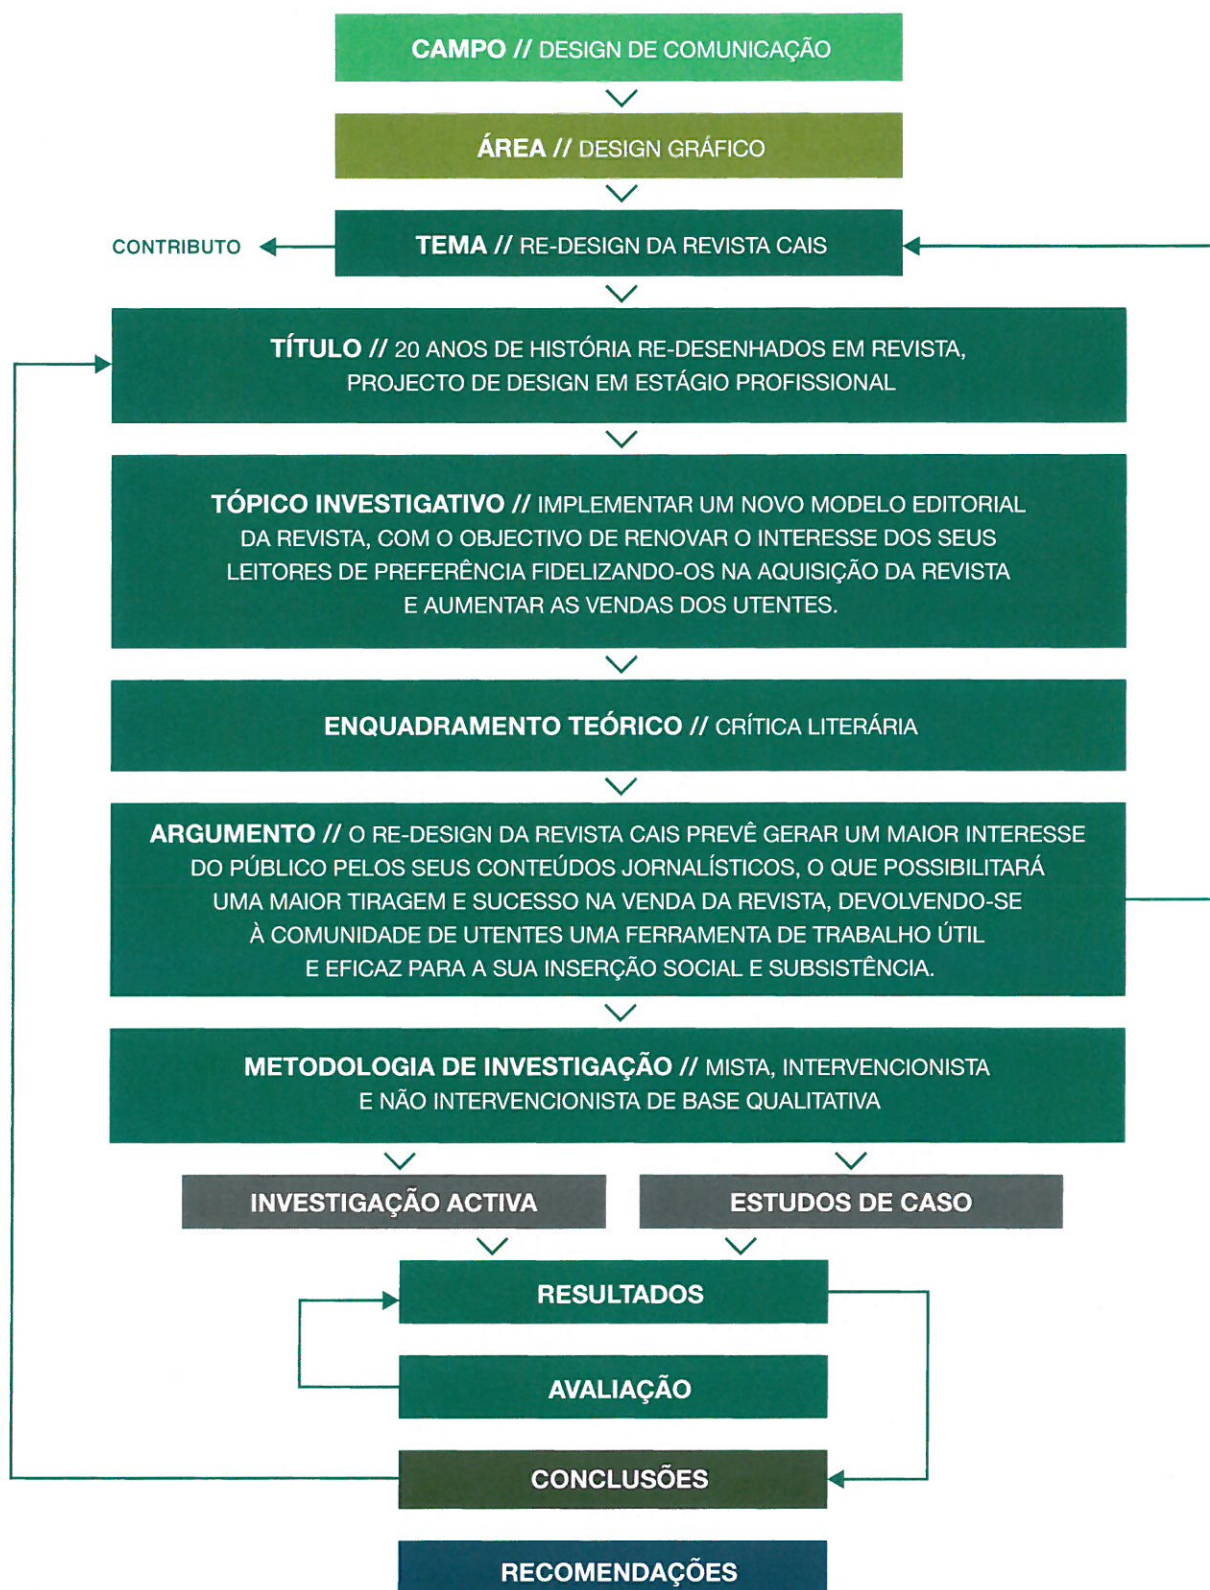 CAMPO // DESIGN DE COMUNICAÇÃO
ÁREA // DESIGN GRÁFICO
CONTRIBUTO
TEMA // RE-DESIGN DA REVISTA CAIS
TÍTULO // 20 ANOS DE HISTÓRIA RE-DESENHADOS EM REVISTA,
PROJECTO DE DESIGN EM ESTÁGIO PROFISSIONAL
TÓPICO INVESTIGATIVO // IMPLEMENTAR UM NOVO MODELO EDITORIAL
DA REVISTA, COM O OBJECTIVO DE RENOVAR O INTERESSE DOS SEUS
LEITORES DE PREFERÊNCIA FIDELIZANDO-OS NA AQUISIÇÃO DA REVISTA
E AUMENTAR AS VENDAS DOS UTENTES.
ENQUADRAMENTO TEÓRICO // CRÍTICA LITERÁRIA
ARGUMENTO // O RE-DESIGN DA REVISTA CAIS PREVÊ GERAR UM MAIOR INTERESSE
DO PÚBLICO PELOS SEUS CONTEÚDOS JORNALÍSTICOS, O QUE POSSIBILITARÁ
UMA MAIOR TIRAGEM E SUCESSO NA VENDA DA REVISTA, DEVOLVENDO-SE
À COMUNIDADE DE UTENTES UMA FERRAMENTA DE TRABALHO ÚTIL
E EFICAZ PARA A SUA INSERÇÃO SOCIAL E SUBSISTÊNCIA.
METODOLOGIA DE INVESTIGAÇÃO // MISTA, INTERVENCIONISTA
E NÃO INTERVENCIONISTA DE BASE QUALITATIVA
INVESTIGAÇÃO ACTIVA
ESTUDOS DE CASO
RESULTADOS
AVALIAÇÃO
CONCLUSÕES
RECOMENDAÇÕES